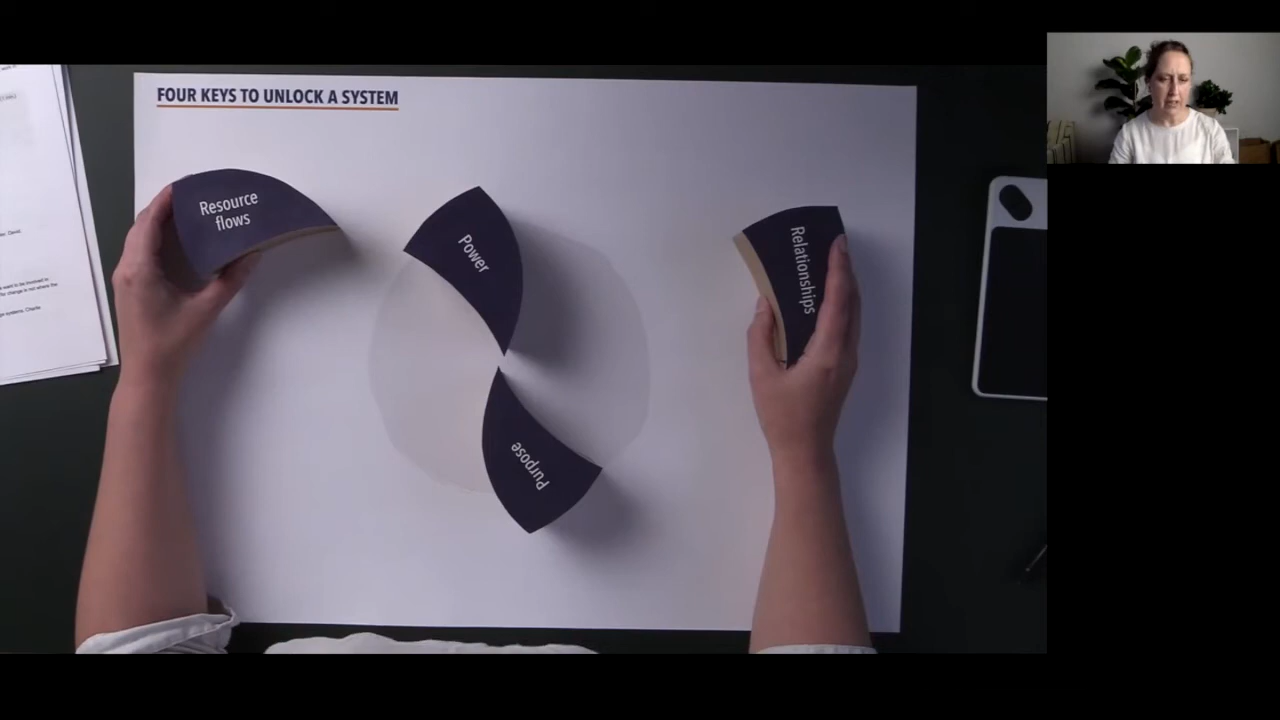 FOUR KEYS TO UNLOCK A SYSTEM
Resource
flows
Power
Relationships
Purpose